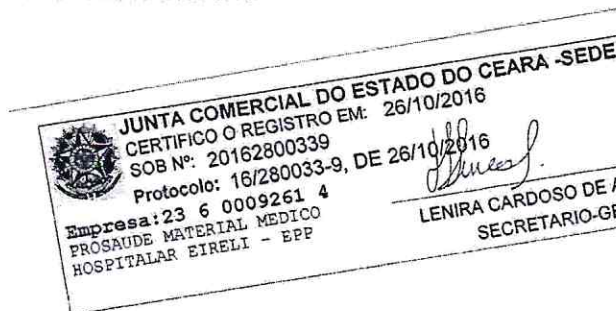 JUNTA COMERCIAL DO ESTADO DO CEARA -SEDE
CERTIFICO O REGISTRO EM: 26/10/2016
SOB Nº: 20162800339
Protocolo: 16/280033-9, DE 26/10/2016
Empresa:23 6 0009261 4
PROSAUDE MATERIAL MEDICO
HOSPITALAR EIRELI - EPP
LENIRA CARDOSO DE A
SECRETARIO-GE